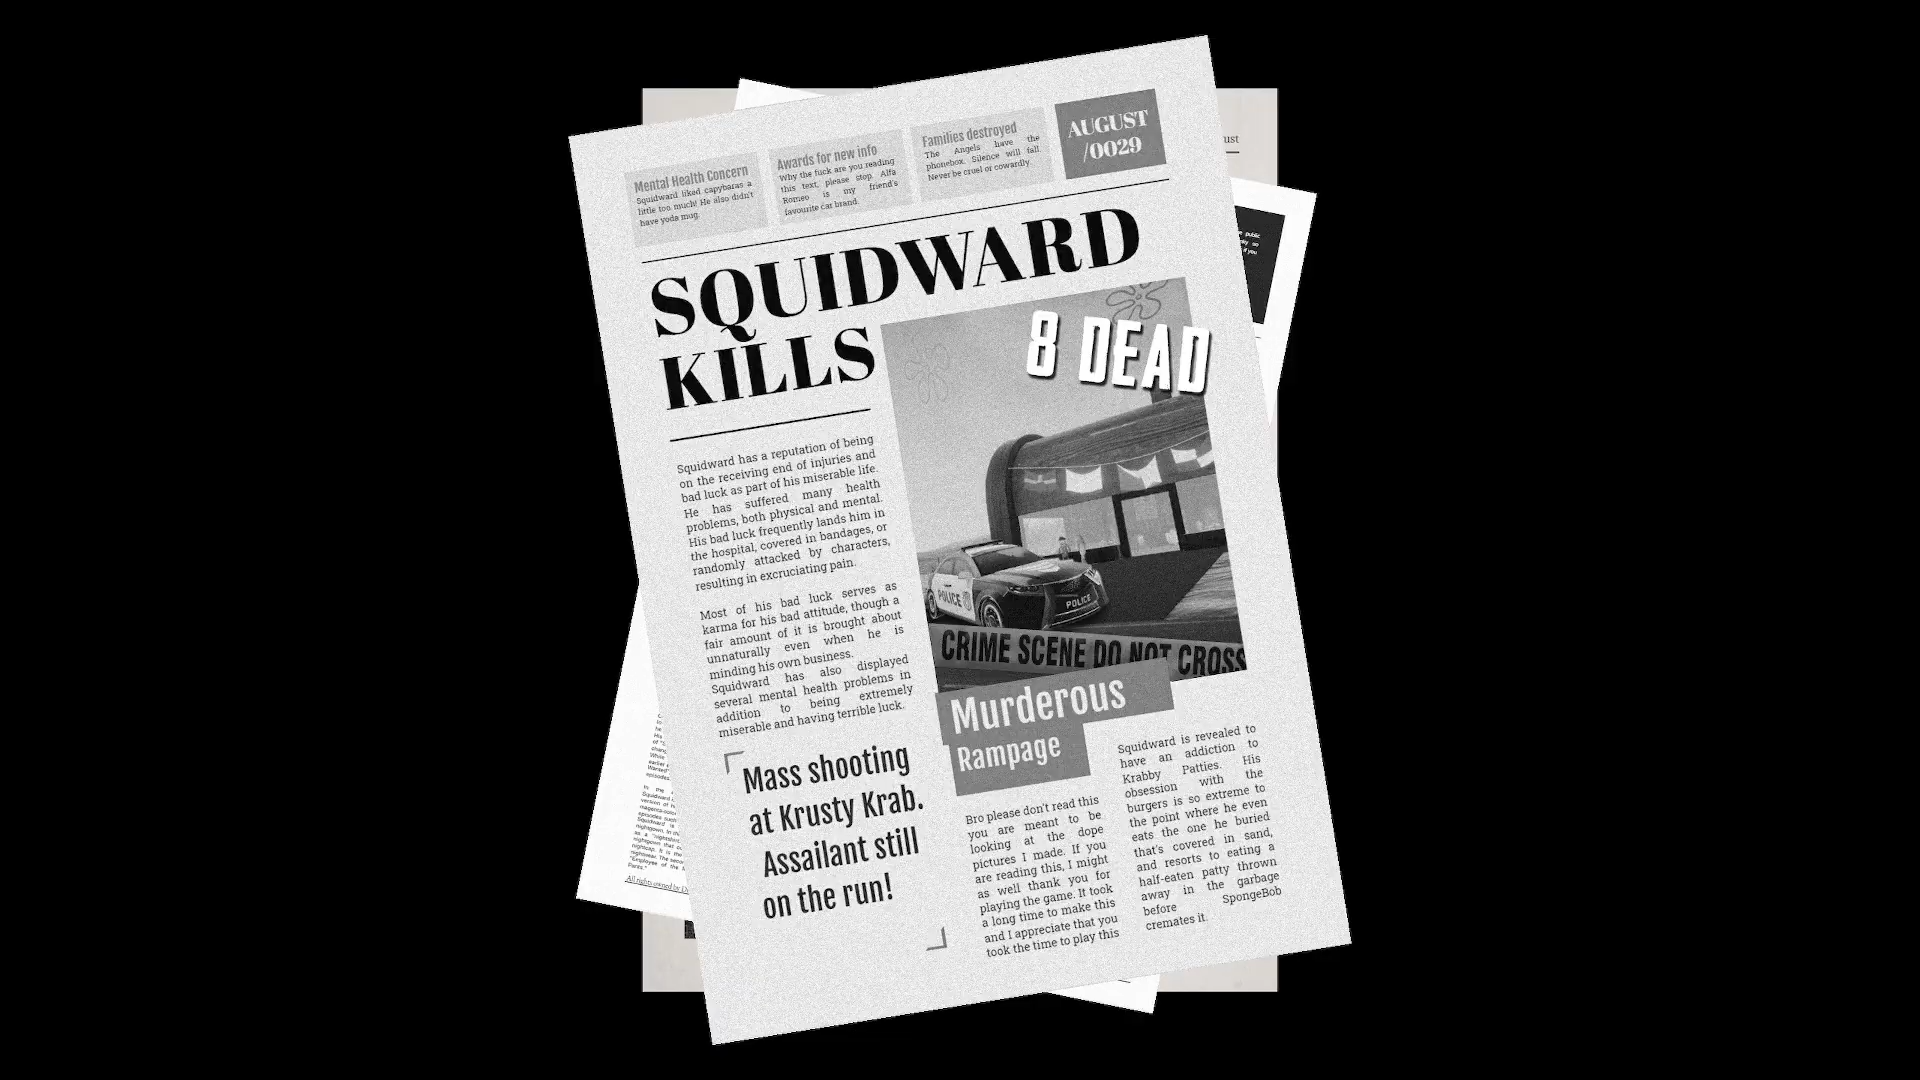 Mental Health Concern
Squidward liked capybaras a
little too much! He also didn't
have yoda mug.
Awards for new info
Why the fuck are you reading
this text, please stop. Alfa
Romeo is my friend's
favourite car brand.
Families destroyed
The Angels have the
phonebox. Silence will fall.
Never be cruel or cowardly.
AUGUST
/0029
SQUIDWARD
KILLS
8 DEAD
Squidward has a reputation of being
on the receiving end of injuries and
bad luck as part of his miserable life.
He has suffered many health
problems, both physical and mental.
His bad luck frequently lands him in
the hospital, covered in bandages, or
randomly attacked by characters,
resulting in excruciating pain.
Most of his bad luck serves as
karma for his bad attitude, though a
fair amount of it is brought about
unnaturally even when he is
minding his own business.
Squidward has also displayed
several mental health problems in
addition to being extremely
miserable and having terrible luck.
POLICE
POLICE
CRIME SCENE DO NOT CROSS
Murderous
Rampage
Mass shooting
at Krusty Krab.
Assailant still
on the run!
Bro please don't read this
you are meant to be
looking at the dope
pictures I made. If you
are reading this, I might
as well thank you for
playing the game. It took
a long time to make this
and I appreciate that you
took the time to play this
Squidward is revealed to
have an addiction to
Krabby Patties. His
obsession with the
burgers is so extreme to
the point where he even
eats the one he buried
in sand, that's covered in sand,
and resorts to eating a
half-eaten patty thrown
away in the garbage
before SpongeBob
cremates it.
ust
public
so
if you
All rights owned by